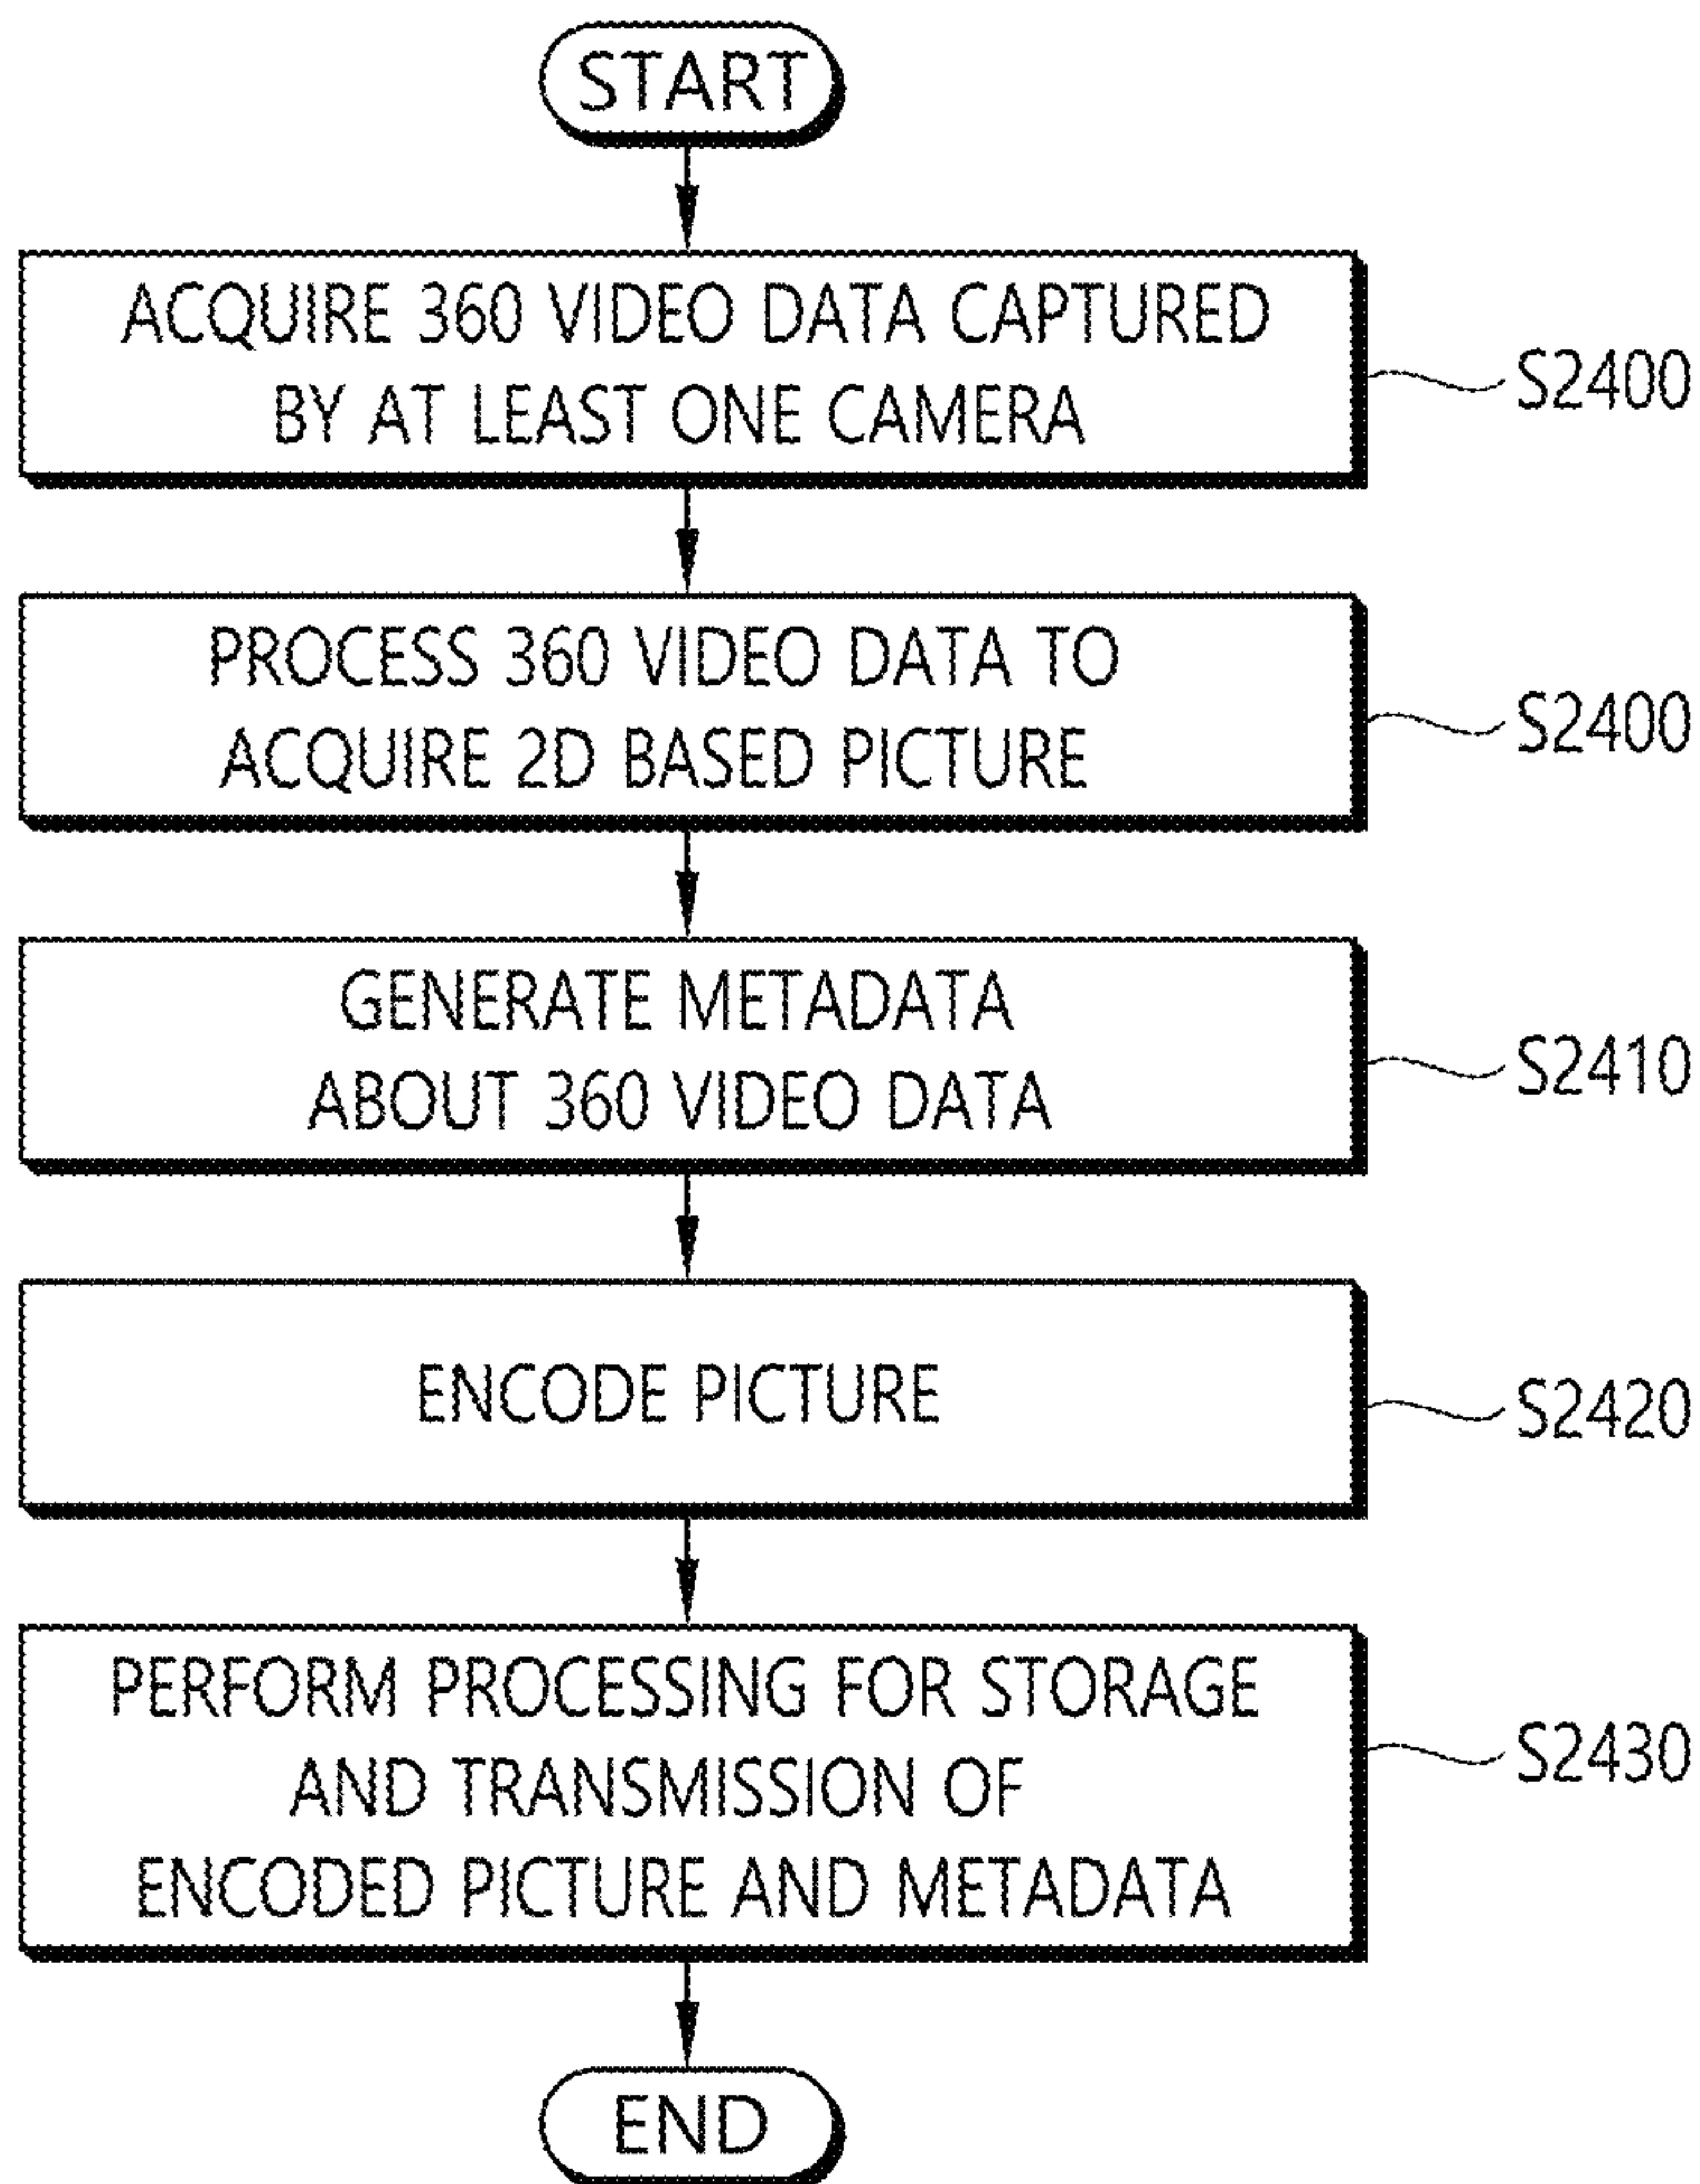 START
ACQUIRE 360 VIDEO DATA CAPTURED
BY AT LEAST ONE CAMERA
S2400
PROCESS 360 VIDEO DATA TO
ACQUIRE 2D BASED PICTURE
S2400
GENERATE METADATA
ABOUT 360 VIDEO DATA
S2410
ENCODE PICTURE
S2420
PERFORM PROCESSING FOR STORAGE
AND TRANSMISSION OF
ENCODED PICTURE AND METADATA
S2430
END